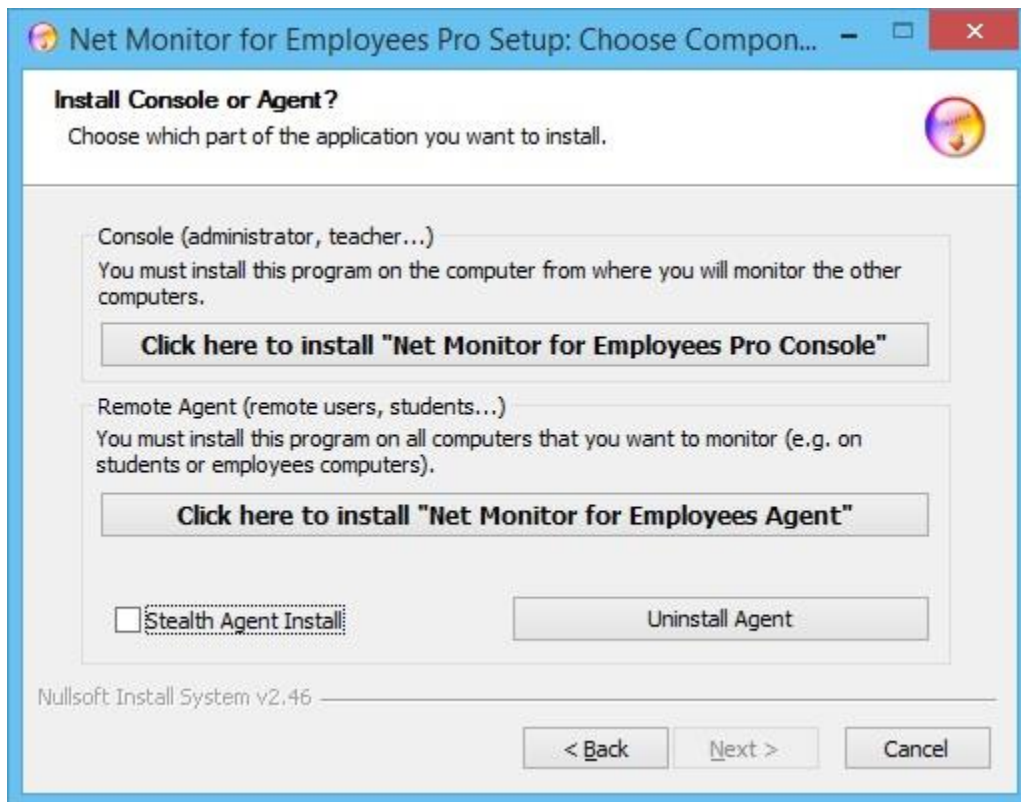 Net Monitor for Employees Pro Setup: Choose Compon...
Install Console or Agent?
Choose which part of the application you want to install.
Console (administrator, teacher...)
You must install this program on the computer from where you will monitor the other
computers.
Click here to install "Net Monitor for Employees Pro Console"
Remote Agent (remote users, students...)
You must install this program on all computers that you want to monitor (e.g. on
students or employees computers).
Click here to install "Net Monitor for Employees Agent"
Stealth Agent Install
Uninstall Agent
Nullsoft Install System v2.46
< Back
Next >
Cancel